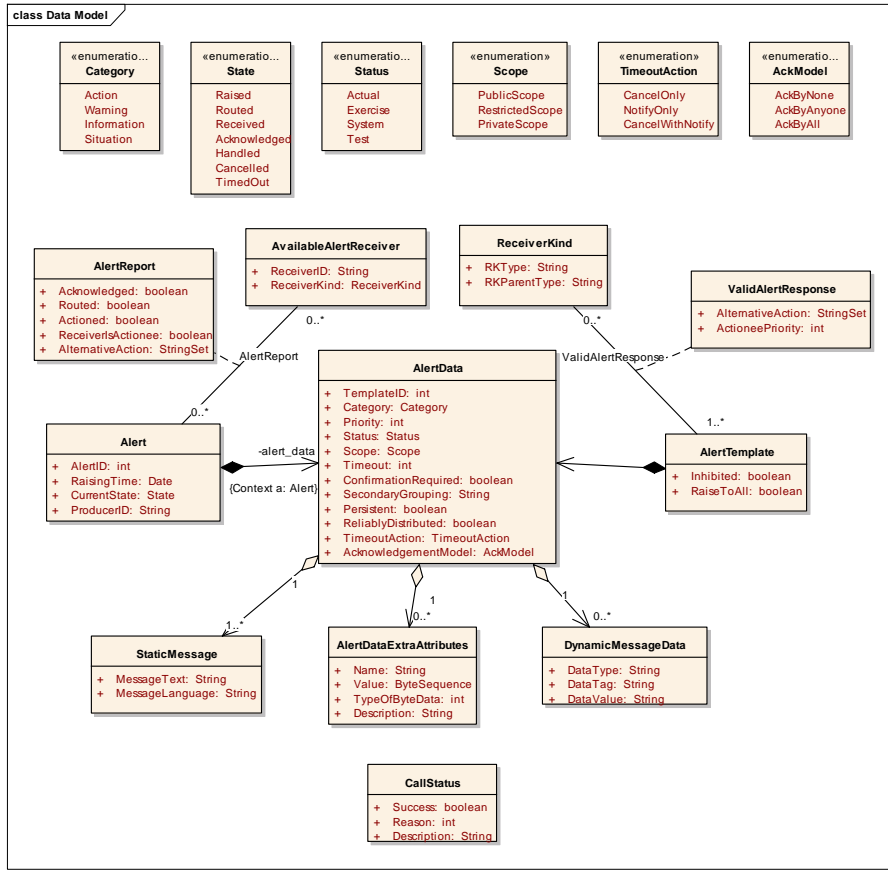 class Data Model
«enumeratio...
Category
Action
Warning
Information
Situation
«enumeratio...
State
Raised
Routed
Received
Acknowledged
Handled
Cancelled
TimedOut
«enumeratio...
Status
Actual
Exercise
System
Test
«enumeration»
Scope
PublicScope
RestrictedScope
PrivateScope
«enumeration»
TimeoutAction
CancelOnly
NotifyOnly
CancelWithNotify
«enumeratio...
AckModel
AckByNone
AckByAnyone
AckByAll
AlertReport
+ Acknowledged: boolean
+ Routed: boolean
+ Actioned: boolean
+ ReceiverIsActionee: boolean
+ AlternativeAction: StringSet
AvailableAlertReceiver
+ ReceiverID: String
+ ReceiverKind: ReceiverKind
ReceiverKind
+ RKType: String
+ RKParentType: String
ValidAlertResponse
+ AlternativeAction: StringSet
+ ActioneePriority: int
0..*
AlertReport
0..*
0..*
ValidAlertResponse
1..*
Alert
+ AlertID: int
+ RaisingTime: Date
+ CurrentState: State
+ ProducerID: String
-alert_data
{Context a: Alert}
AlertData
+ TemplateID: int
+ Category: Category
+ Priority: int
+ Status: Status
+ Scope: Scope
+ Timeout: int
+ ConfirmationRequired: boolean
+ SecondaryGrouping: String
+ Persistent: boolean
+ ReliablyDistributed: boolean
+ TimeoutAction: TimeoutAction
+ AcknowledgementModel: AckModel
AlertTemplate
+ Inhibited: boolean
+ RaiseToAll: boolean
1
1..*
1
0..*
1
0..*
StaticMessage
+ MessageText: String
+ MessageLanguage: String
AlertDataExtraAttributes
+ Name: String
+ Value: ByteSequence
+ TypeOfByteData: int
+ Description: String
DynamicMessageData
+ DataType: String
+ DataTag: String
+ DataValue: String
CallStatus
+ Success: boolean
+ Reason: int
+ Description: String